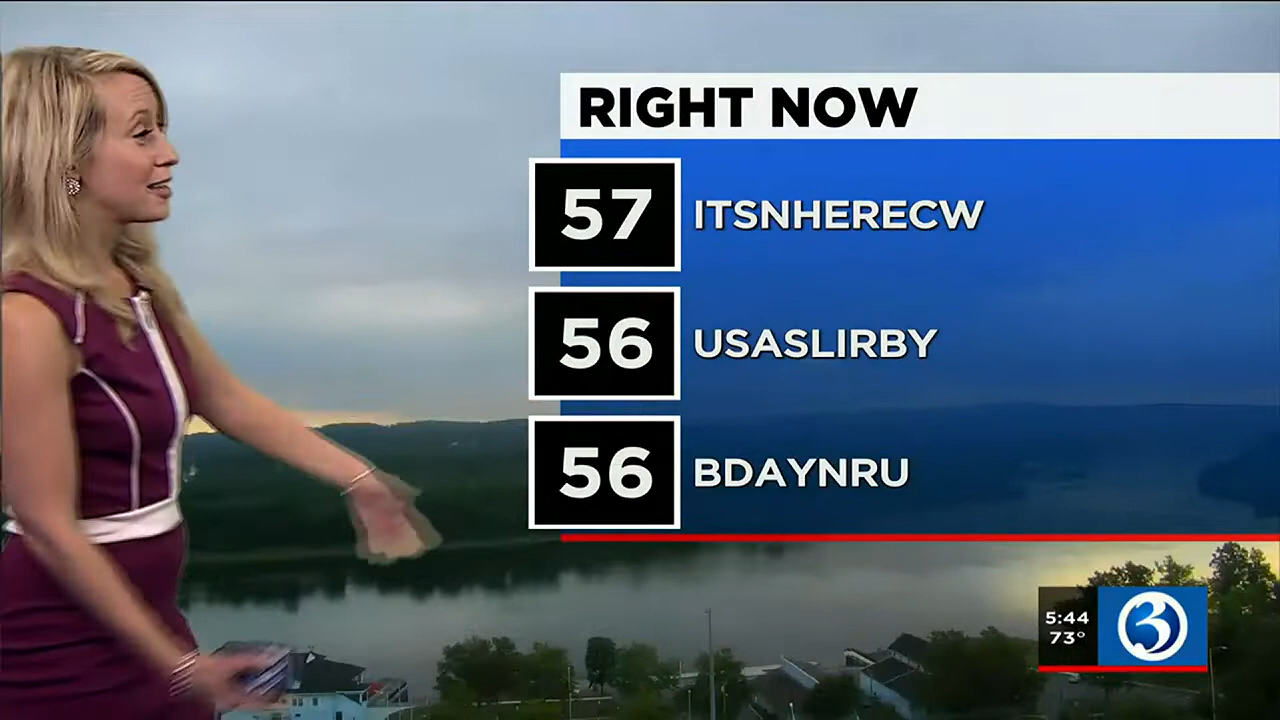 RIGHT NOW
57 ITSNHERECW
56 USASLIRBY
56 BDAYNRU
5:44
73°
3